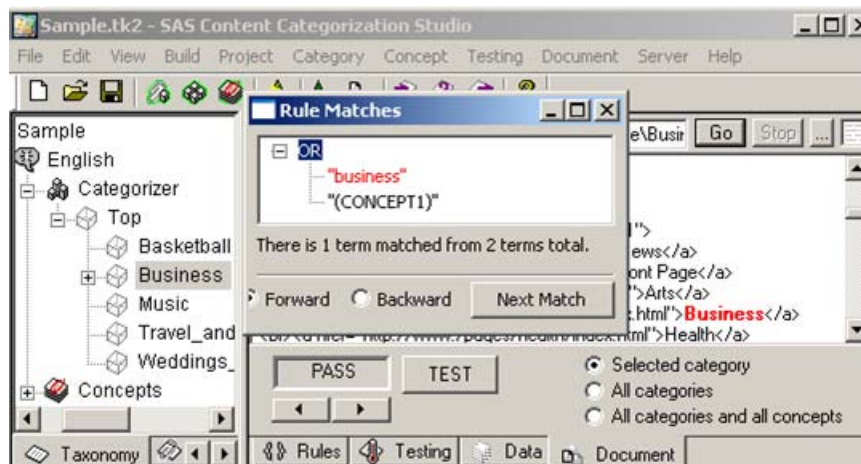 Sample.tk2 - SAS Content Categorization Studio
File Edit View Build Project Category Concept Testing Document Server Help
Rule Matches
OR
"business"
"(CONCEPT1)"
There is 1 term matched from 2 terms total.
Forward Backward Next Match
Sample
English
Categorizer
Top
Basketball
Business
Music
Travel_and
Weddings_
Concepts
Taxonomy
e\Busir Go Stop ...
l">
ews</a>
ont Page</a>
">Arts</a>
.html">Business</a>
Health</a>
PASS TEST
Selected category
All categories
All categories and all concepts
Rules Testing Data Document